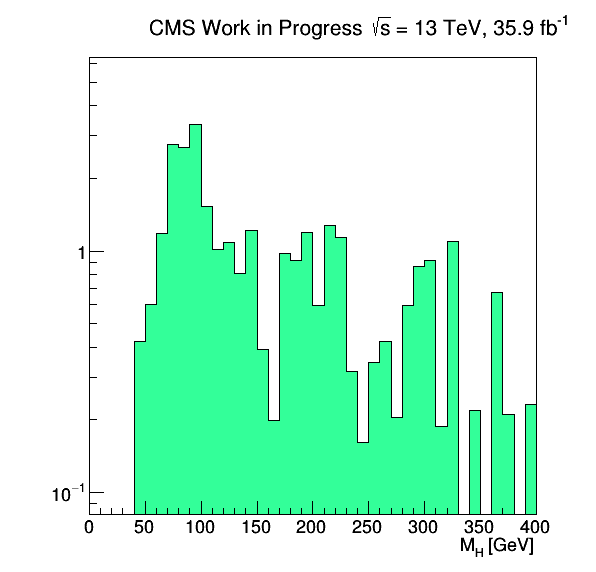 CMS Work in Progress √s = 13 TeV, 35.9 fb⁻¹
1
10⁻¹
0 50 100 150 200 250 300 350 400
M_H [GeV]